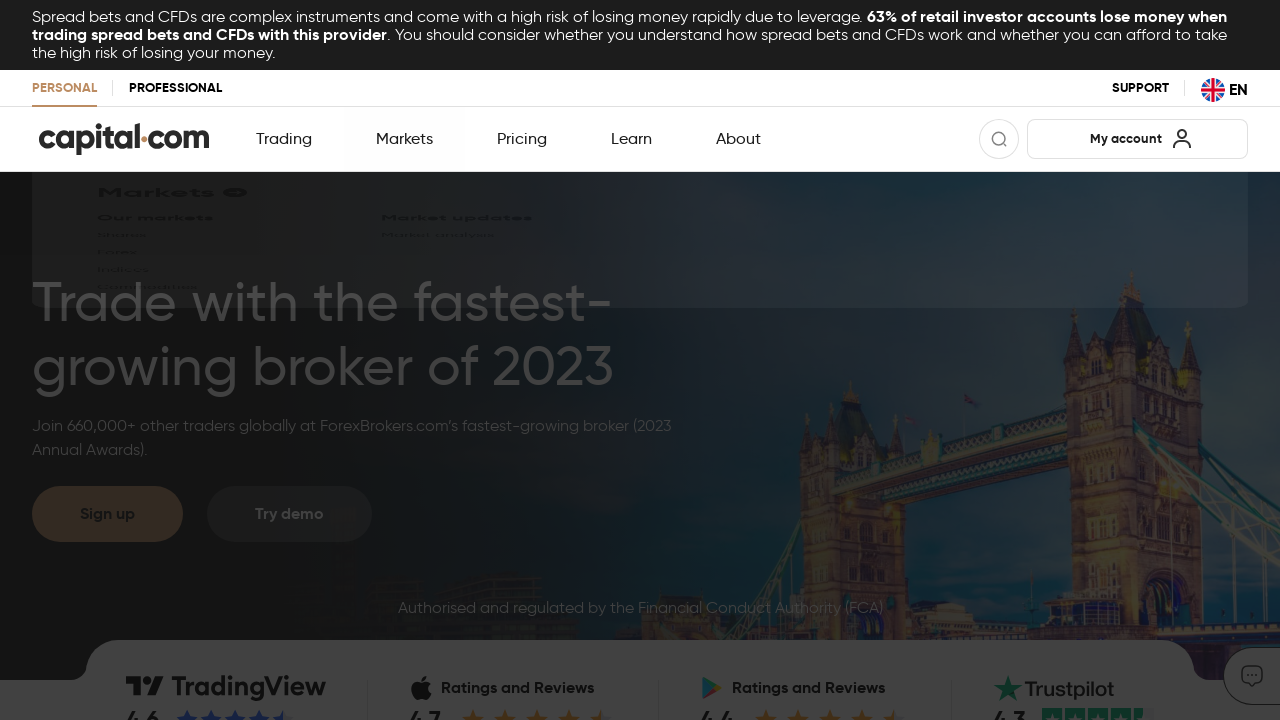 Spread bets and CFDs are complex instruments and come with a high risk of losing money rapidly due to leverage. 63% of retail investor accounts lose money when
trading spread bets and CFDs with this provider. You should consider whether you understand how spread bets and CFDs work and whether you can afford to take
the high risk of losing your money.
PERSONAL PROFESSIONAL SUPPORT EN
capital.com Trading Markets Pricing Learn About My account
Markets
Our markets Market updates
Shares Market analysis
Forex
Indices
Commodities
Trade with the fastest-
growing broker of 2023
Join 660,000+ other traders globally at ForexBrokers.com's fastest-growing broker (2023
Annual Awards).
Sign up Try demo
Authorised and regulated by the Financial Conduct Authority (FCA)
TradingView Ratings and Reviews Ratings and Reviews Trustpilot
4.6 4.7 4.4 4.3